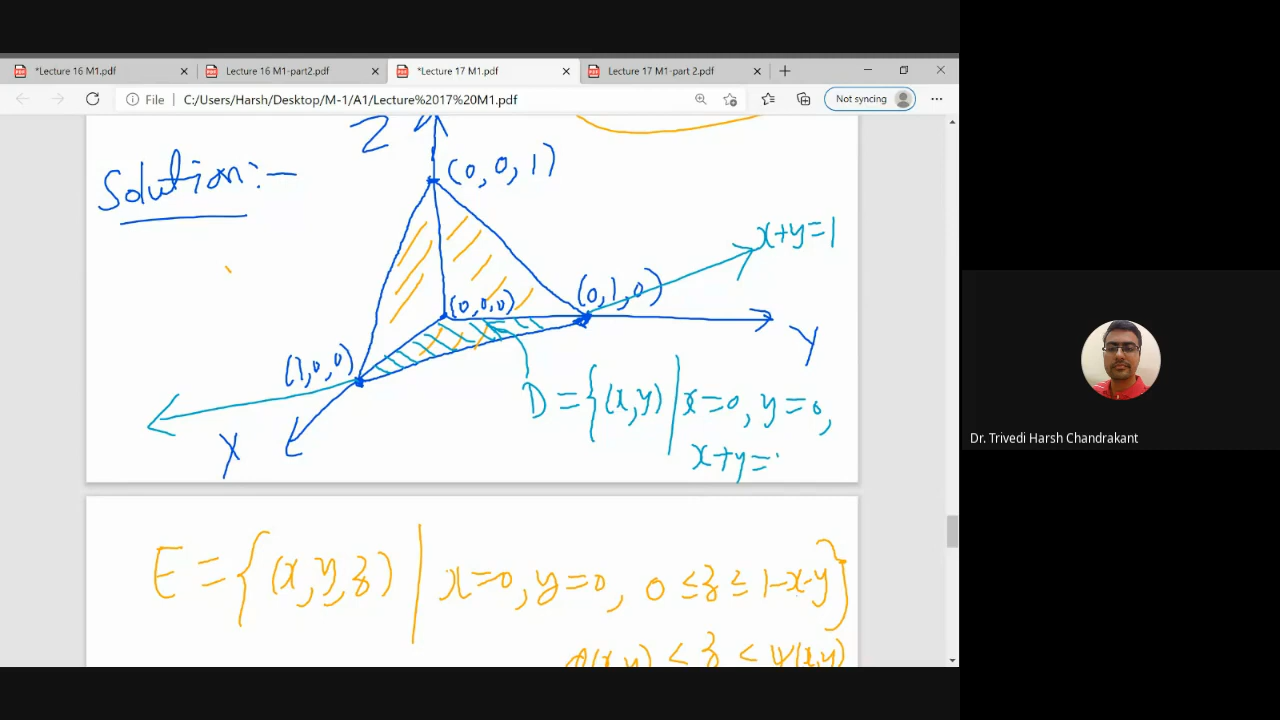 *Lecture 16 M1.pdf
Lecture 16 M1-part2.pdf
*Lecture 17 M1.pdf
Lecture 17 M1-part 2.pdf
File
C:/Users/Harsh/Desktop/M-1/A1/Lecture%2017%20M1.pdf
Not syncing
Z
Solution:-
(0,0,1)
x+y=1
(0,0,0)
(0,1,0)
Y
(1,0,0)
X
D = {(x,y) | x=0, y=0,
x+y=
E = {(x,y,z) | x=0, y=0, 0 ≤ z ≤ 1-x-y}
(x,y) ≤ z ≤ Ψ(x,y)
Dr. Trivedi Harsh Chandrakant